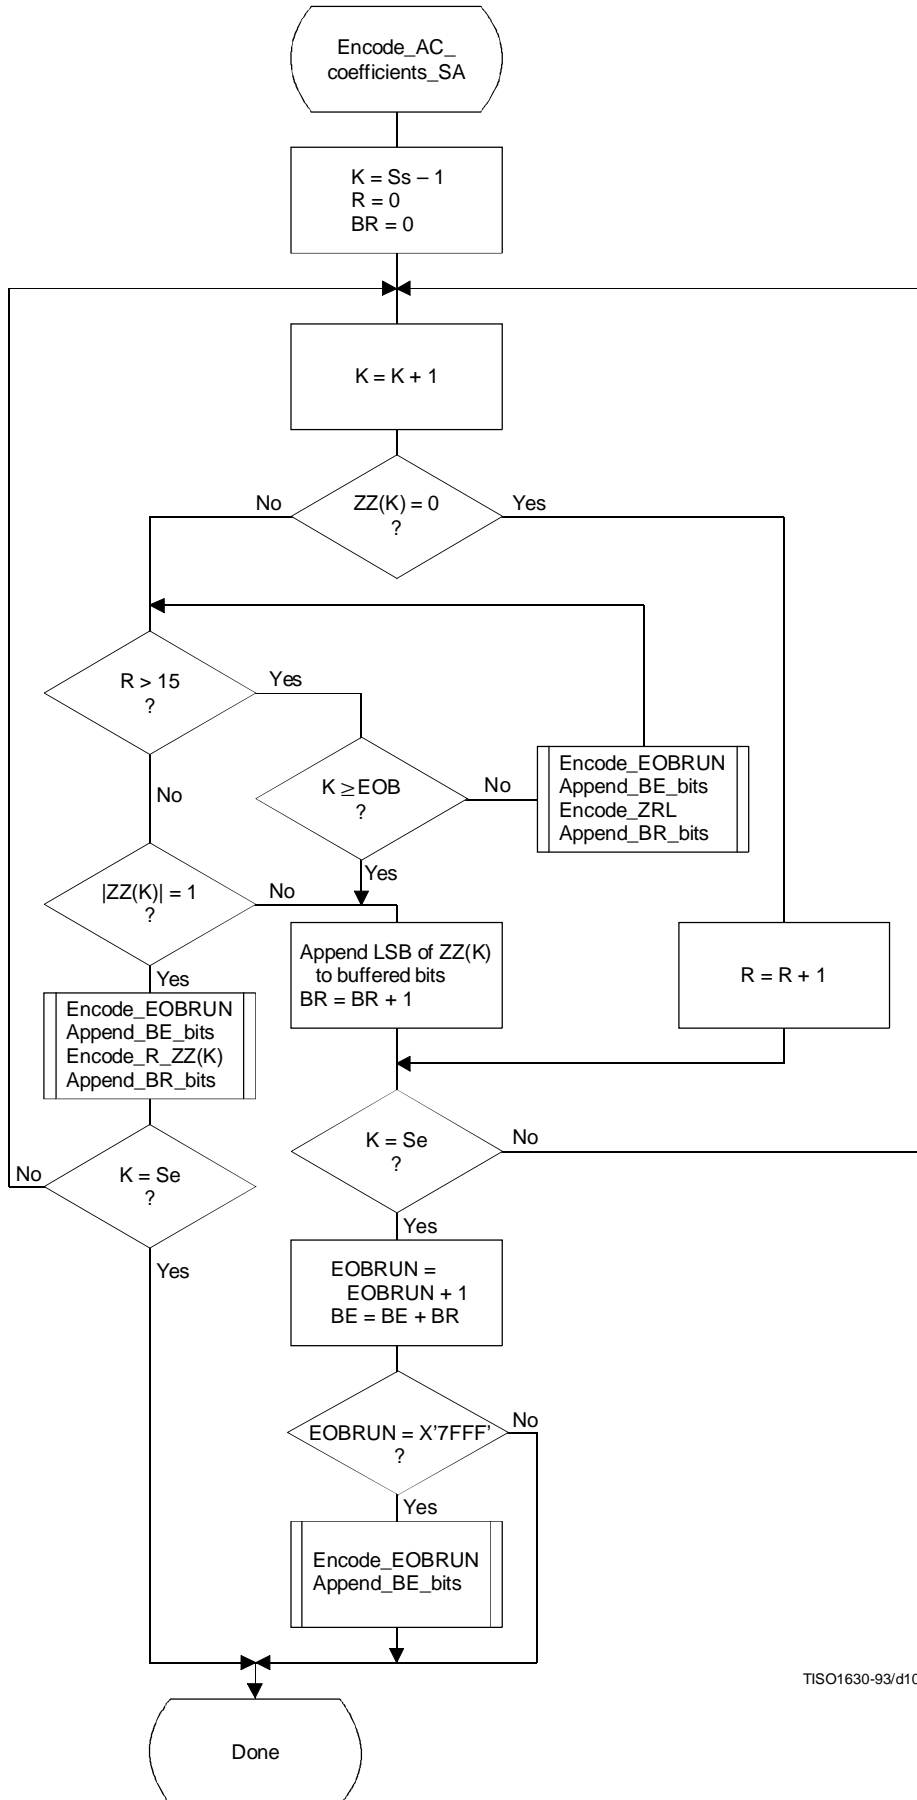 Encode_AC_
coefficients_SA
K = Ss – 1
R = 0
BR = 0
K = K + 1
No
ZZ(K) = 0
?
Yes
R > 15
?
Yes
No
K ≥EOB
?
No
Yes
Encode_EOBRUN
Append_BE_bits
Encode_ZRL
Append_BR_bits
|ZZ(K)| = 1
?
No
Yes
Append LSB of ZZ(K)
to buffered bits
BR = BR + 1
R = R + 1
Encode_EOBRUN
Append_BE_bits
Encode_R_ZZ(K)
Append_BR_bits
K = Se
?
No
Yes
K = Se
?
No
Yes
EOBRUN =
EOBRUN + 1
BE = BE + BR
EOBRUN = X'7FFF'
?
No
Yes
Encode_EOBRUN
Append_BE_bits
TISO1630-93/d10
Done